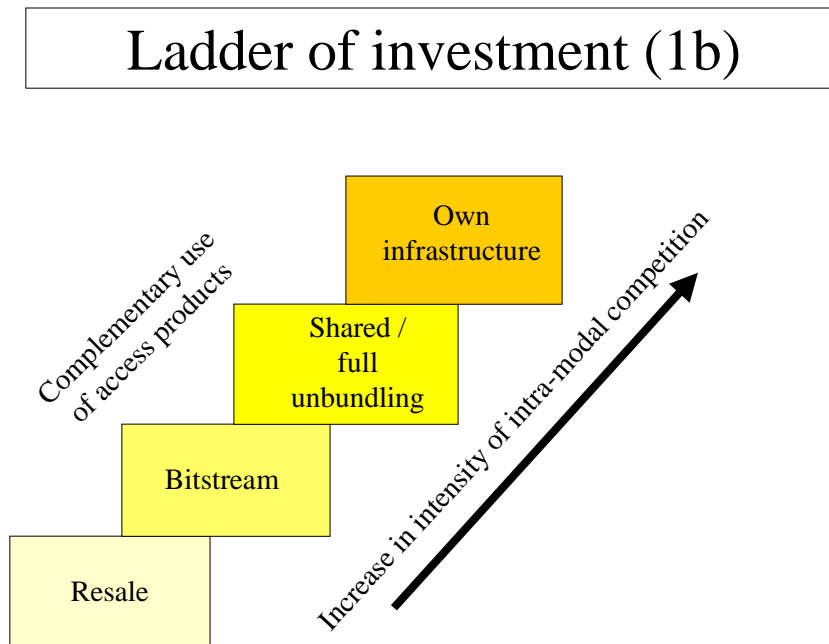 Ladder of investment (1b)
Own
infrastructure
Complementary use
of access products
Shared /
full
unbundling
Increase in intensity of intra-modal competition
Bitstream
Resale